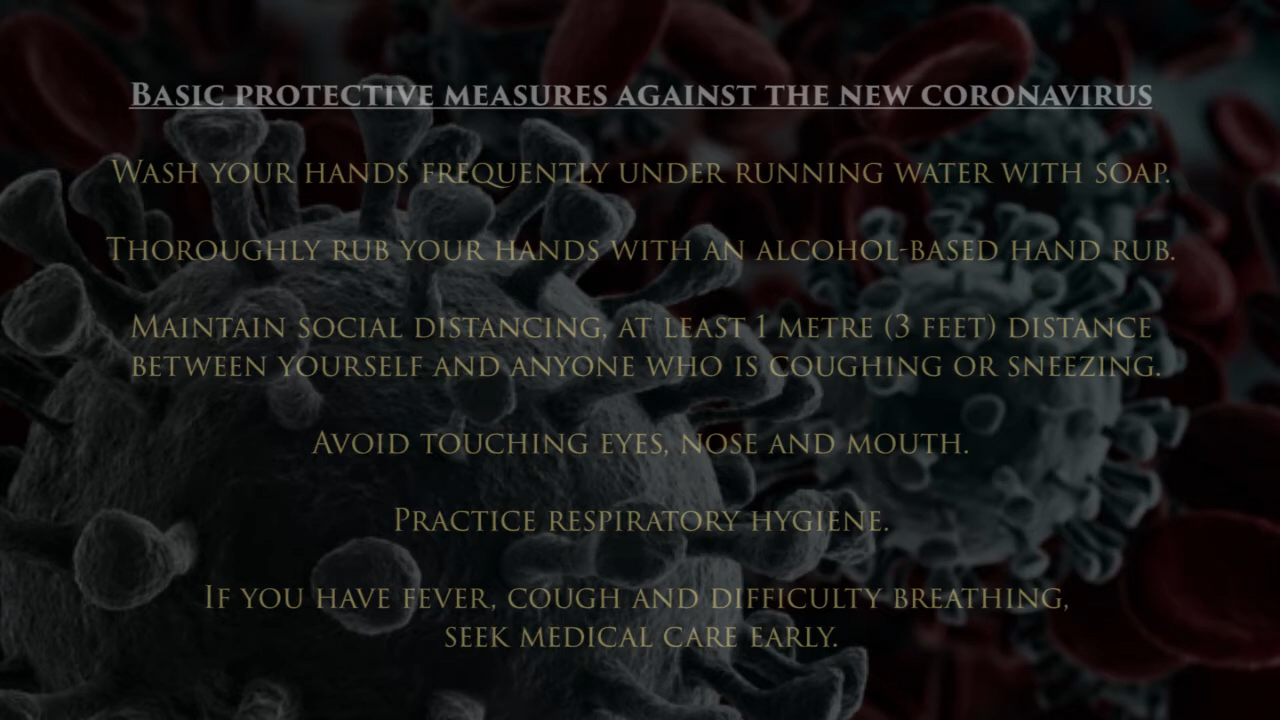 Basic protective measures against the new coronavirus
Wash your hands frequently under running water with soap.
Thoroughly rub your hands with an alcohol-based hand rub.
Maintain social distancing, at least 1 metre (3 feet) distance
between yourself and anyone who is coughing or sneezing.
Avoid touching eyes, nose and mouth.
Practice respiratory hygiene.
If you have fever, cough and difficulty breathing,
seek medical care early.